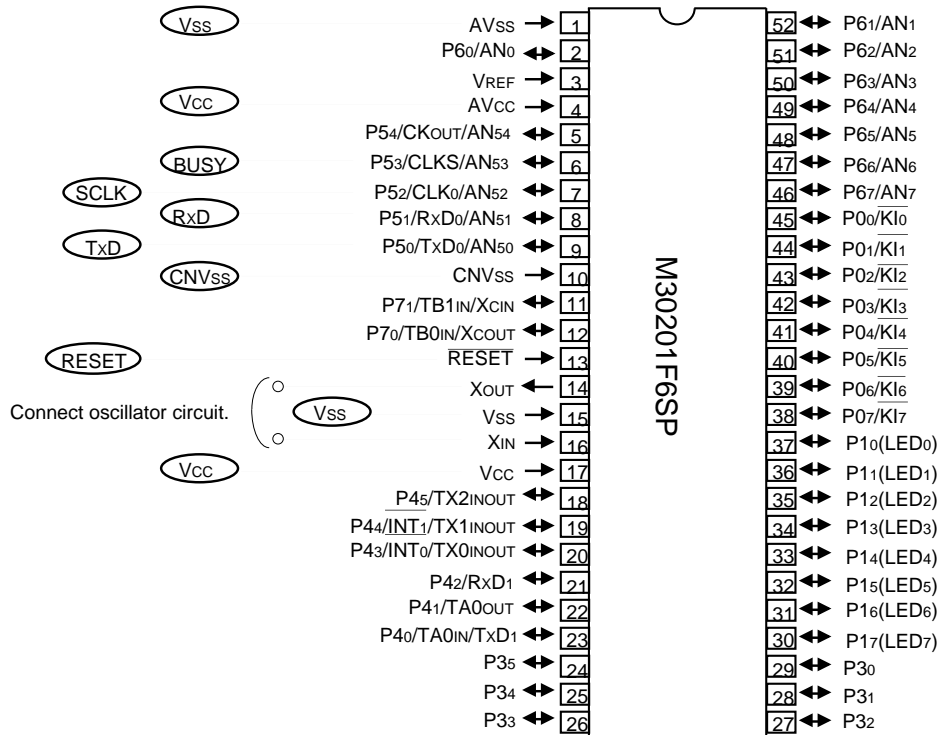 Vss AVss 1 52 P61/AN1
P60/AN0 2 51 P62/AN2
VREF 3 50 P63/AN3
Vcc AVcc 4 49 P64/AN4
P54/CKOUT/AN54 5 48 P65/AN5
BUSY P53/CLKS/AN53 6 47 P66/AN6
SCLK P52/CLK0/AN52 7 46 P67/AN7
RxD P51/RxD0/AN51 8 45 P00/KI0
TxD P50/TxD0/AN50 9 44 P01/KI1
CNVss CNVss 10 43 P02/KI2
P71/TB1IN/XCIN 11 42 P03/KI3
P70/TB0IN/XCOUT 12 41 P04/KI4
RESET RESET 13 40 P05/KI5
XOUT 14 39 P06/KI6
Connect oscillator circuit. Vss Vss 15 38 P07/KI7
XIN 16 37 P10(LED0)
Vcc Vcc 17 36 P11(LED1)
P45/TX2INOUT 18 35 P12(LED2)
P44/INT1/TX1INOUT 19 34 P13(LED3)
P43/INT0/TX0INOUT 20 33 P14(LED4)
P42/RxD1 21 32 P15(LED5)
P41/TA0OUT 22 31 P16(LED6)
P40/TA0IN/TxD1 23 30 P17(LED7)
P35 24 29 P30
P34 25 28 P31
P33 26 27 P32
M30201F6SP